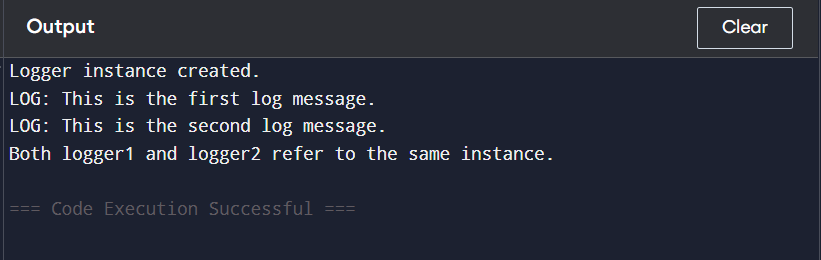 Output
Clear
Logger instance created.
LOG: This is the first log message.
LOG: This is the second log message.
Both logger1 and logger2 refer to the same instance.
=== Code Execution Successful ===